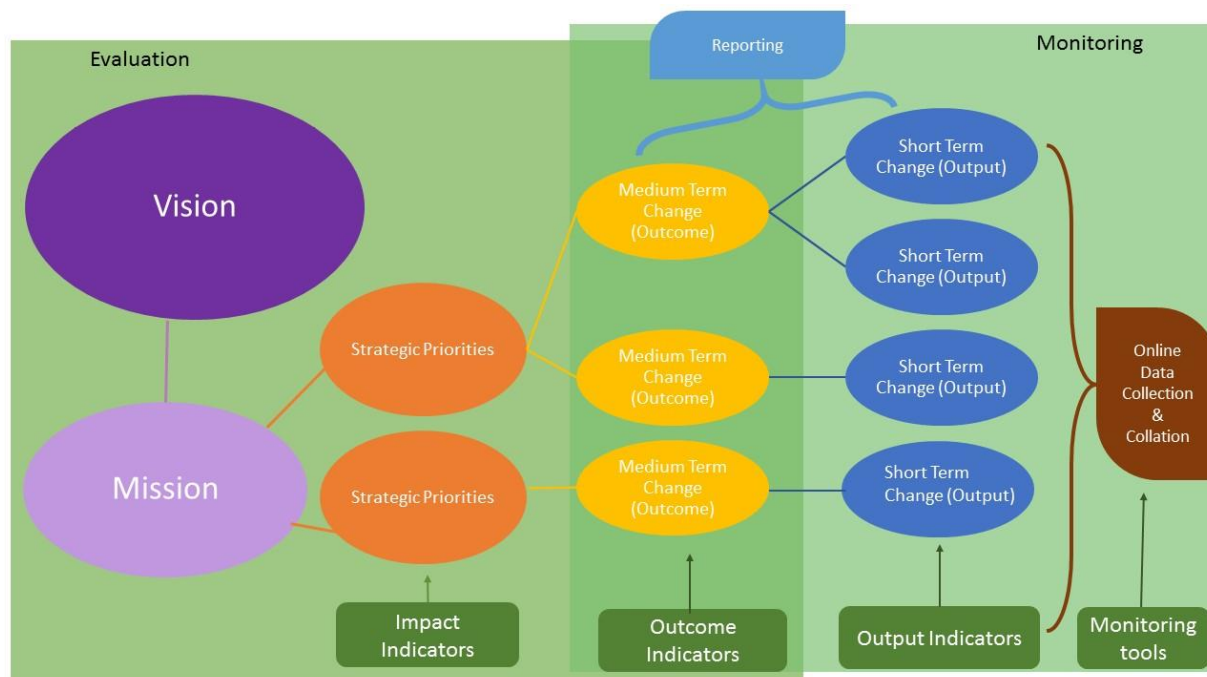 Evaluation
Reporting
Monitoring
Vision
Mission
Strategic Priorities
Strategic Priorities
Medium Term
Change
(Outcome)
Medium Term
Change
(Outcome)
Medium Term
Change
(Outcome)
Short Term
Change (Output)
Short Term
Change (Output)
Short Term
Change (Output)
Short Term
Change (Output)
Online
Data
Collection
&
Collation
Impact
Indicators
Outcome
Indicators
Output Indicators
Monitoring
tools